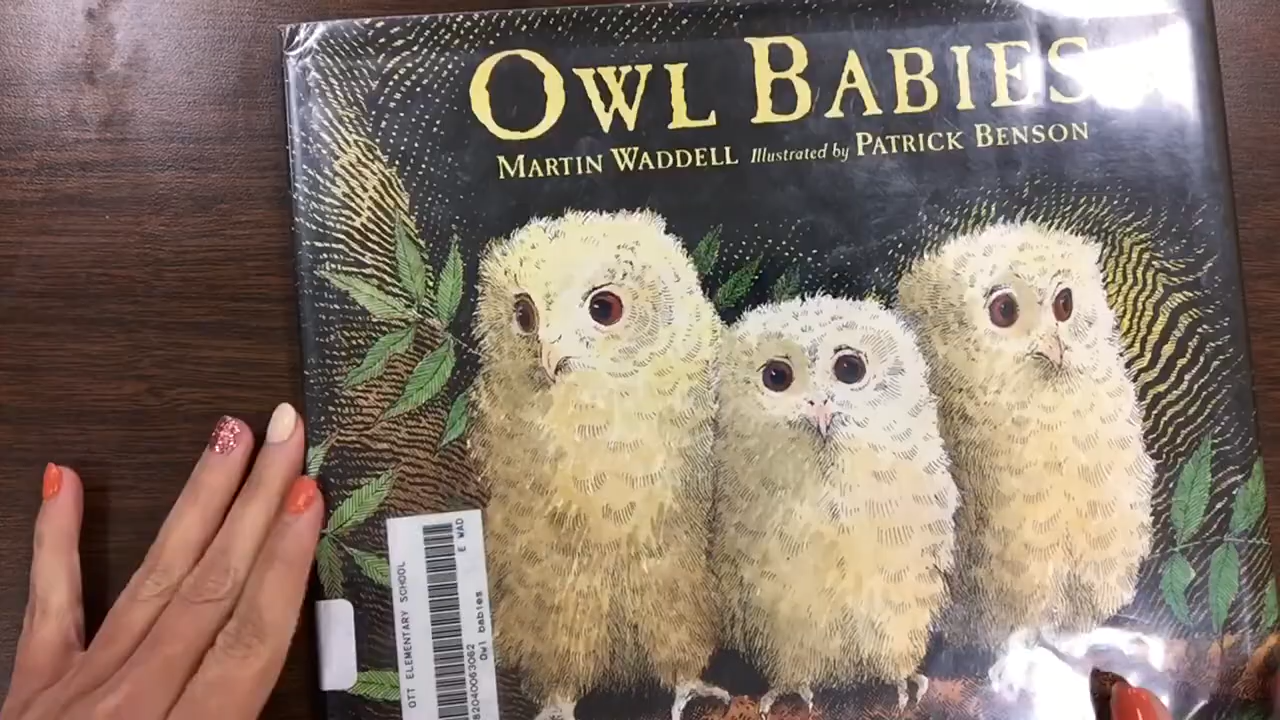 OWL BABIES
MARTIN WADDELL Illustrated by PATRICK BENSON
OTT ELEMENTARY SCHOOL
E WAD
82040063062
Owl babies